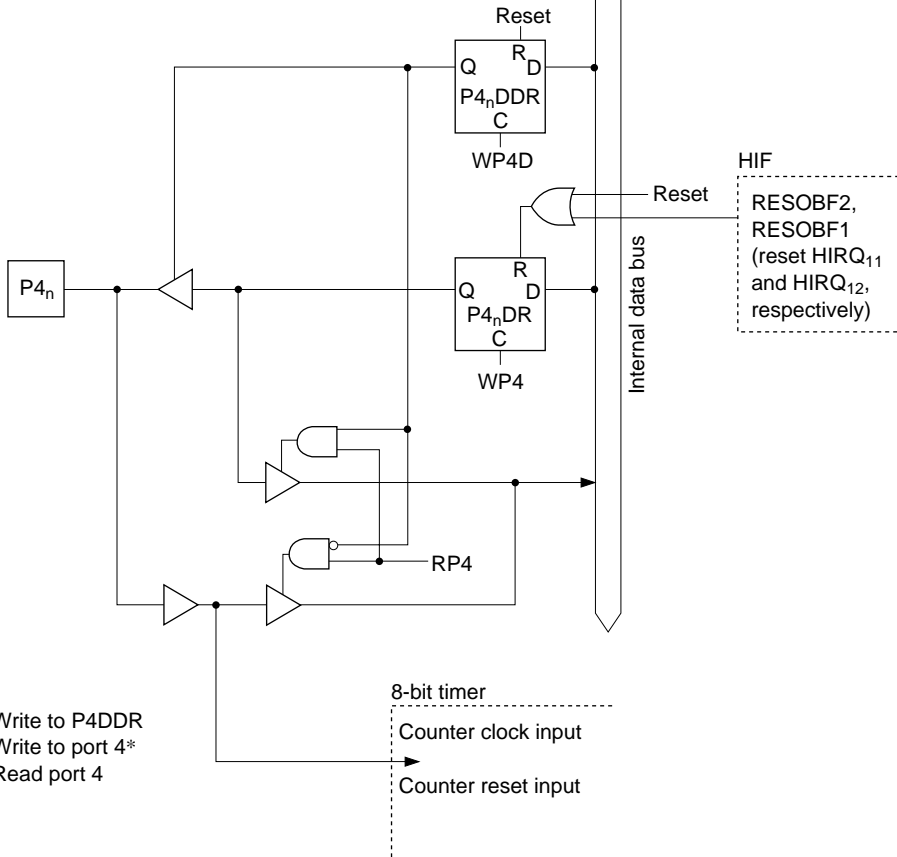 Reset
Q
R
D
P4nDDR
C
WP4D
HIF
Reset
RESOBF2,
RESOBF1
(reset HIRQ11
and HIRQ12,
respectively)
Internal data bus
P4n
Q
R
D
P4nDR
C
WP4
RP4
8-bit timer
Write to P4DDR
Write to port 4*
Read port 4
Counter clock input
Counter reset input